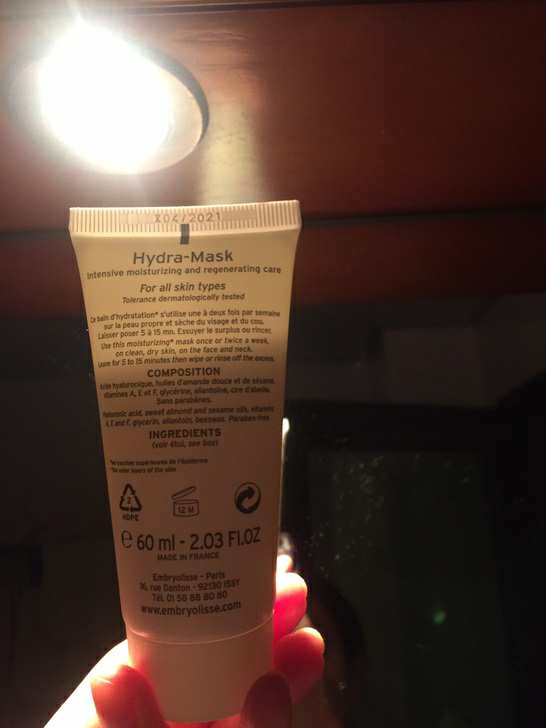 X04/2021
Hydra-Mask
Intensive moisturizing and regenerating care
For all skin types
Tolerance dermatologically tested
Ce bain d'hydratation* s'utilise une à deux fois par semaine
sur la peau propre et sèche du visage et du cou.
Laisser poser 5 à 15 mn. Essuyer le surplus ou rincer.
Use this moisturizing* mask once or twice a week,
on clean, dry skin, on the face and neck.
Leave for 5 to 15 minutes then wipe or rinse off the excess.
COMPOSITION
Acide hyaluronique, huiles d'amande douce et de sésame,
vitamines A, E et F, glycérine, allantoïne, cire d'abeille.
Sans parabènes.
Hyaluronic acid, sweet almond and sesame oils, vitamins
A, E and F, glycerin, allantoin, beeswax. Paraben-free.
INGREDIENTS
(voir étui, see box)
*couches supérieures de l'épiderme
*outer layers of the skin
2
HDPE
12 M
e 60 ml - 2.03 Fl.OZ
MADE IN FRANCE
Embryolisse - Paris
rue Danton - 92130 ISSY
Tél. 01 58 88 80 80
www.embryolisse.com